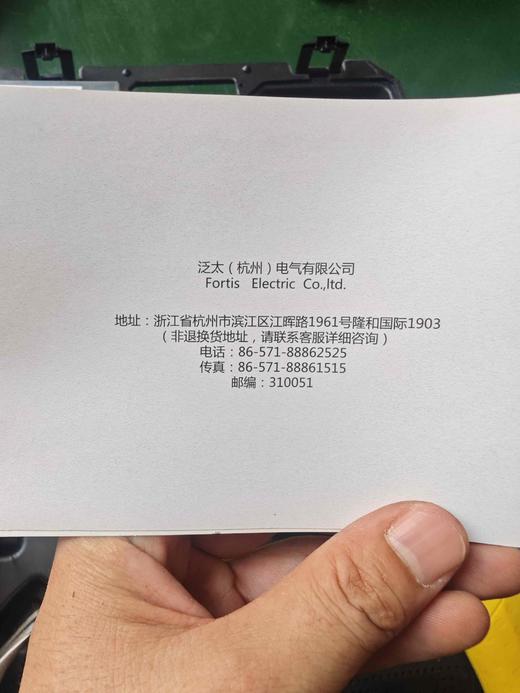 泛太（杭州）电气有限公司
Fortis Electric Co.,ltd.
地址：浙江省杭州市滨江区江晖路1961号隆和国际1903
（非退换货地址，请联系客服详细咨询）
电话：86-571-88862525
传真：86-571-88861515
邮编：310051